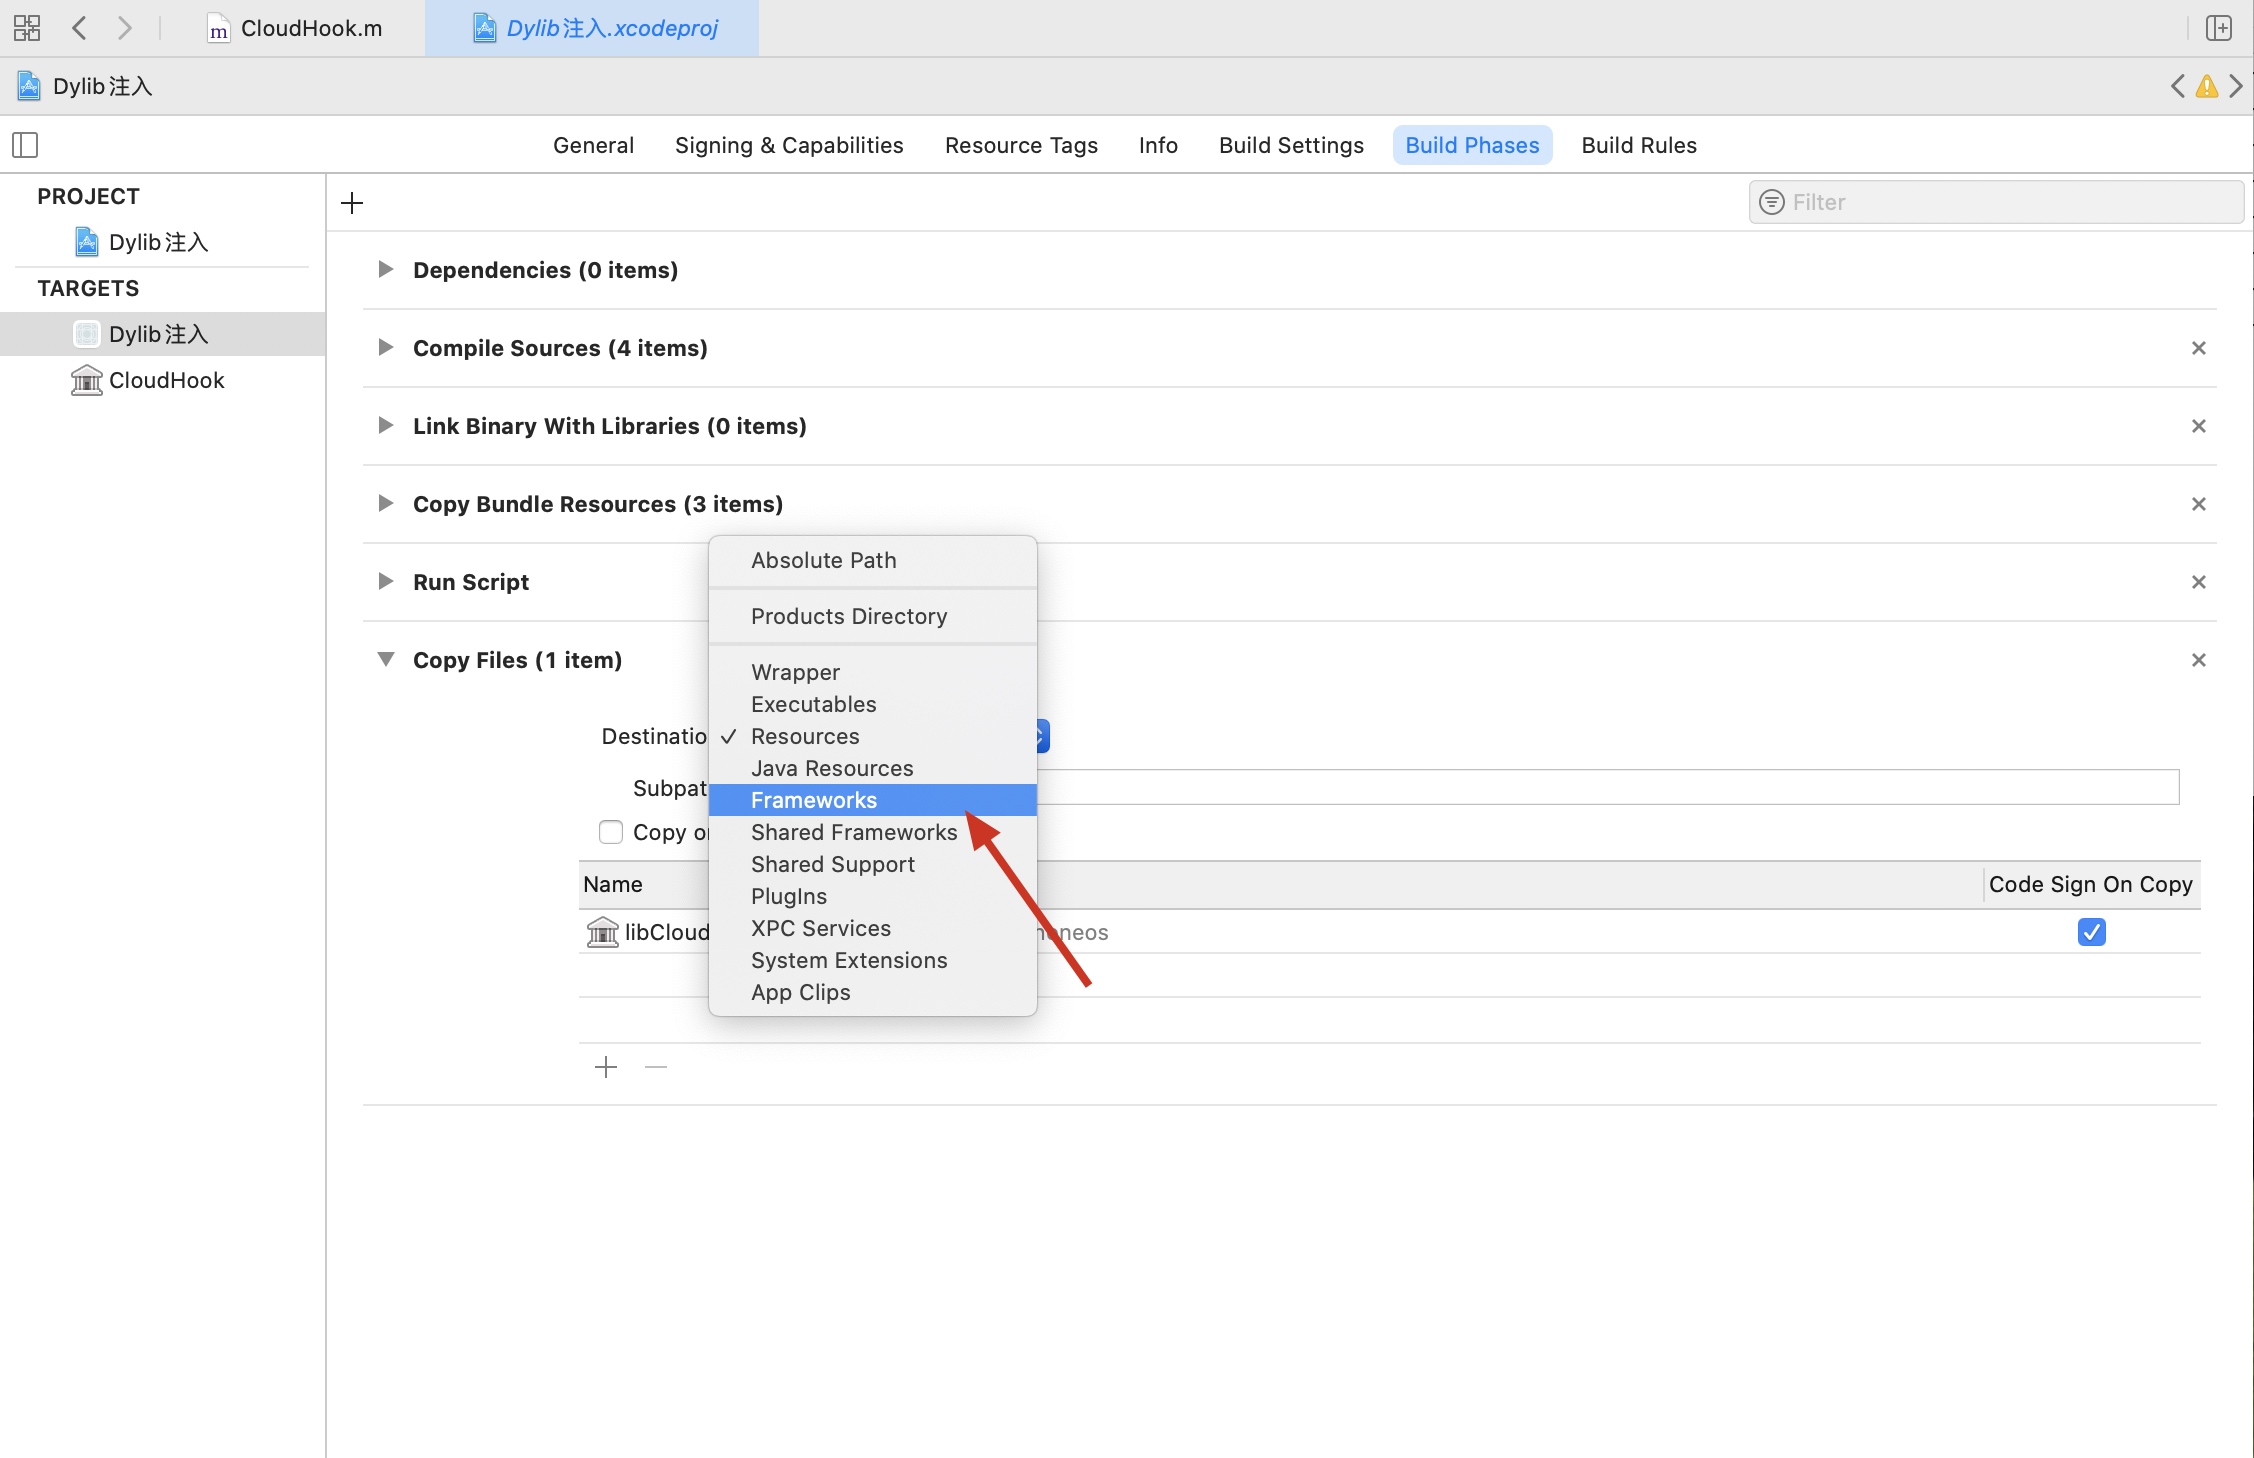 CloudHook.m
Dylib注入.xcodeproj
Dylib注入
General Signing & Capabilities Resource Tags Info Build Settings Build Phases Build Rules
PROJECT
Dylib注入
TARGETS
Dylib注入
CloudHook
Filter
Dependencies (0 items)
Compile Sources (4 items)
Link Binary With Libraries (0 items)
Copy Bundle Resources (3 items)
Run Script
Copy Files (1 item)
Absolute Path
Products Directory
Wrapper
Executables
Destinatio ✓ Resources
Java Resources
Subpat Frameworks
Copy o Shared Frameworks
Shared Support
Name Code Sign On Copy
PlugIns
libCloud XPC Services oneos
System Extensions
App Clips